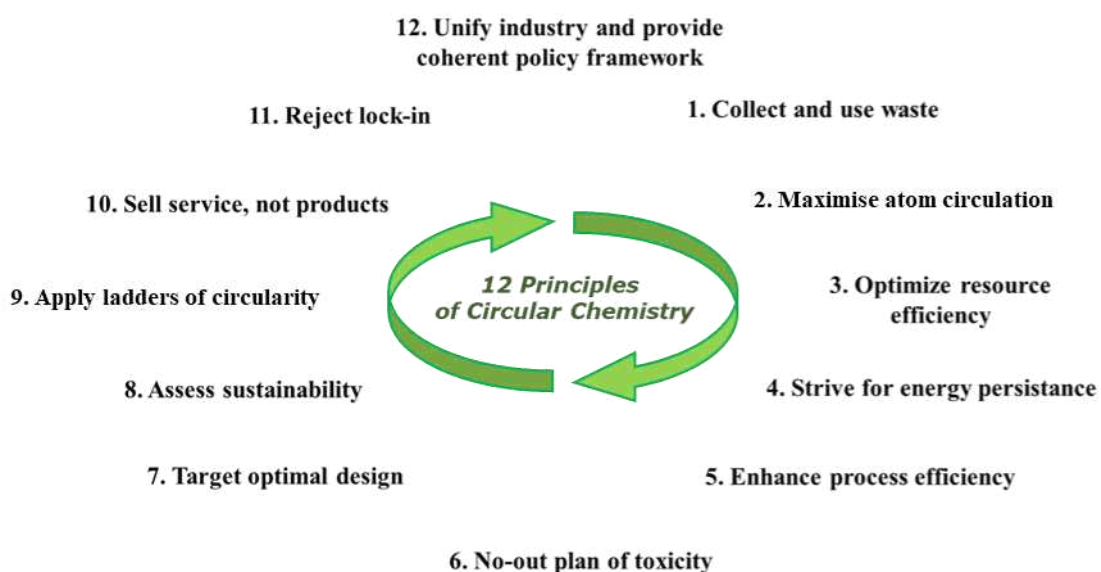 12. Unify industry and provide
coherent policy framework
11. Reject lock-in
1. Collect and use waste
10. Sell service, not products
2. Maximise atom circulation
12 Principles
of Circular Chemistry
9. Apply ladders of circularity
3. Optimize resource
efficiency
8. Assess sustainability
4. Strive for energy persistance
7. Target optimal design
5. Enhance process efficiency
6. No-out plan of toxicity